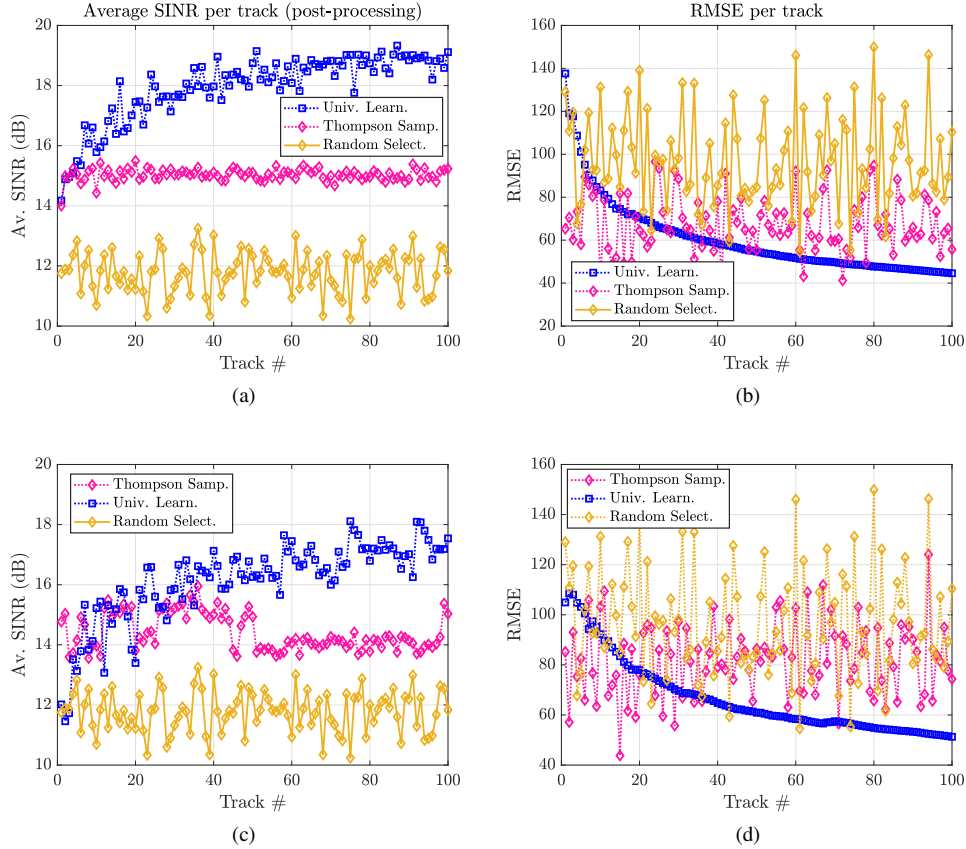 Average SINR per track (post-processing)
20
18
16
14
12
10
Av. SINR (dB)
Univ. Learn.
Thompson Samp.
Random Select.
0 20 40 60 80 100
Track #
(a)
RMSE per track
160
140
120
100
80
60
40
20
RMSE
Univ. Learn.
Thompson Samp.
Random Select.
0 20 40 60 80 100
Track #
(b)
20
18
16
14
12
10
Av. SINR (dB)
Thompson Samp.
Univ. Learn.
Random Select.
0 20 40 60 80 100
Track #
(c)
160
140
120
100
80
60
40
RMSE
Thompson Samp.
Univ. Learn.
Random Select.
0 20 40 60 80 100
Track #
(d)